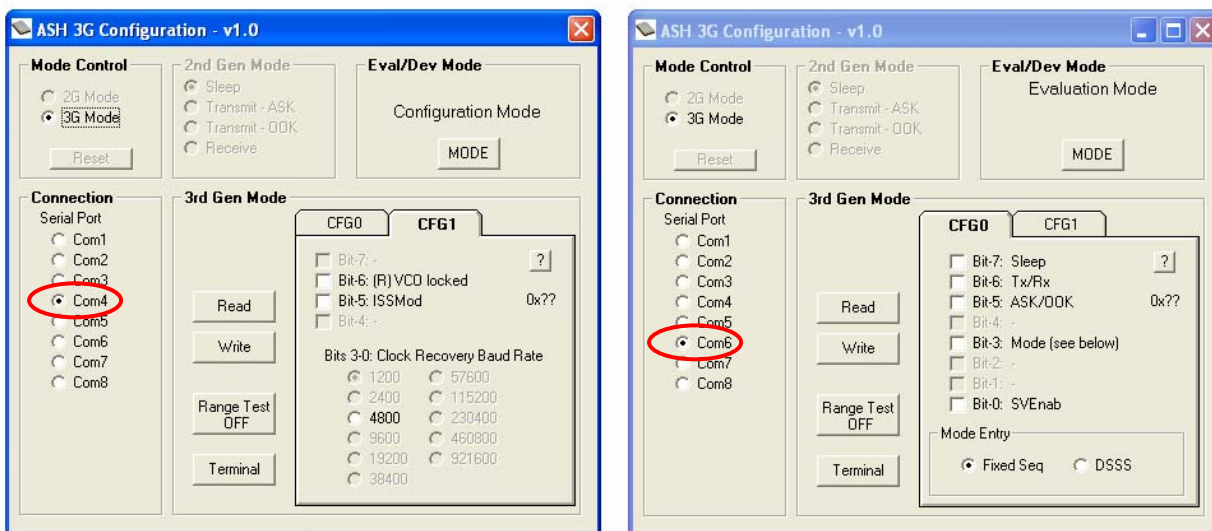 ASH 3G Configuration - v1.0
Mode Control
2G Mode
3G Mode
Reset
2nd Gen Mode
Sleep
Transmit - ASK
Transmit - OOK
Receive
Eval/Dev Mode
Configuration Mode
MODE
Connection
Serial Port
Com1
Com2
Com3
Com4
Com5
Com6
Com7
Com8
3rd Gen Mode
Read
Write
Range Test
OFF
Terminal
CFG0 CFG1
Bit-7: -
?
Bit-6: (R) VCO locked
Bit-5: ISSMod 0x??
Bit-4: -
Bits 3-0: Clock Recovery Baud Rate
1200 57600
2400 115200
4800 230400
9600 460800
19200 921600
38400
ASH 3G Configuration - v1.0
Mode Control
2G Mode
3G Mode
Reset
2nd Gen Mode
Sleep
Transmit - ASK
Transmit - OOK
Receive
Eval/Dev Mode
Evaluation Mode
MODE
Connection
Serial Port
Com1
Com2
Com3
Com4
Com5
Com6
Com7
Com8
3rd Gen Mode
Read
Write
Range Test
OFF
Terminal
CFG0 CFG1
Bit-7: Sleep ?
Bit-6: Tx/Rx
Bit-5: ASK/OOK 0x??
Bit-4: -
Bit-3: Mode (see below)
Bit-2: -
Bit-1: -
Bit-0: SVEnab
Mode Entry
Fixed Seq DSSS